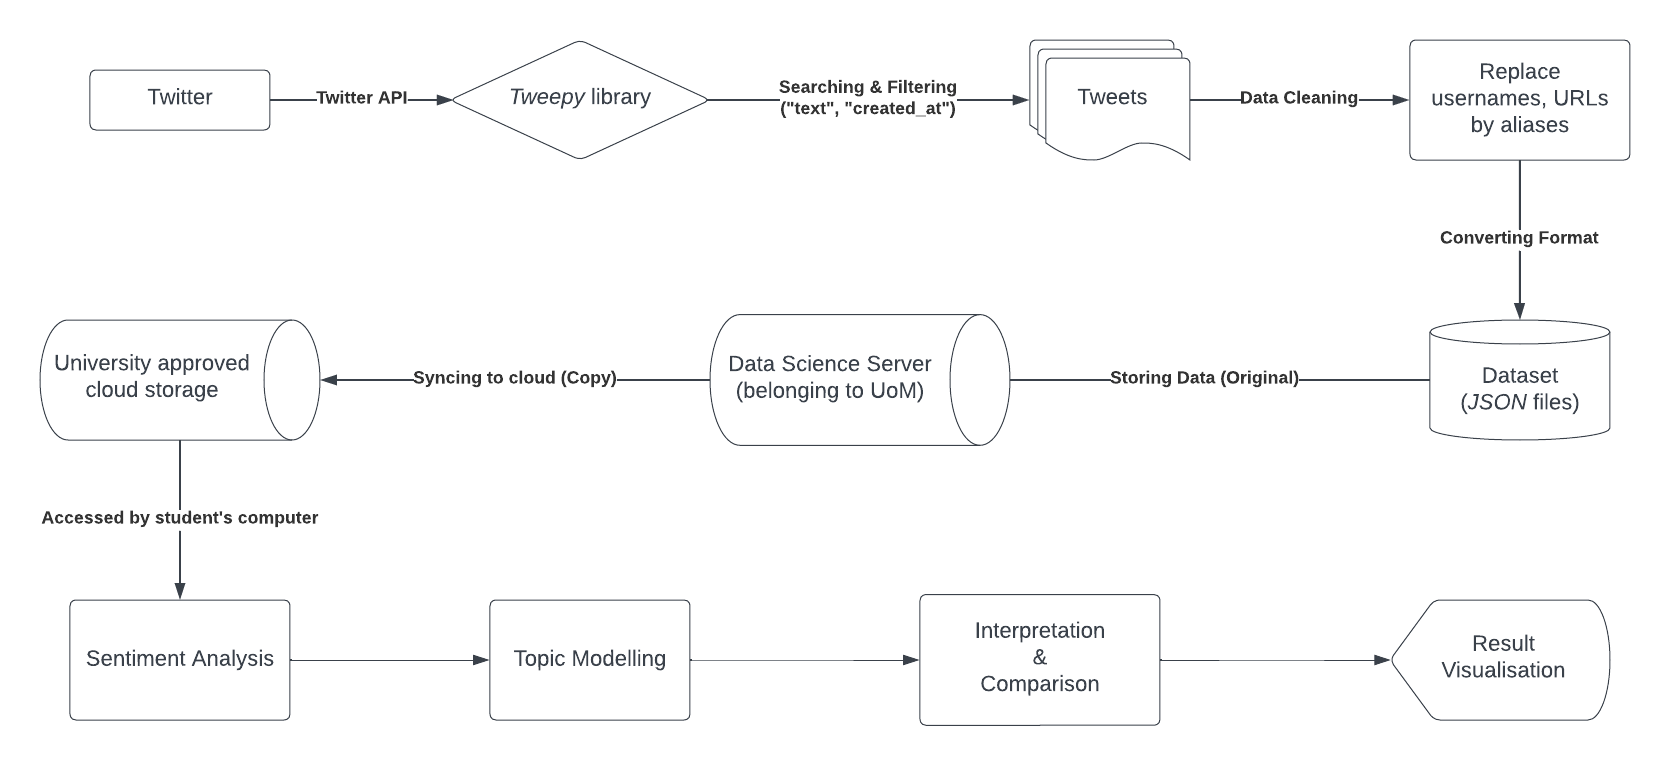 Twitter
Twitter API
Tweepy library
Searching & Filtering
("text", "created_at")
Tweets
Data Cleaning
Replace
usernames, URLs
by aliases
Converting Format
Dataset
(JSON files)
Storing Data (Original)
Data Science Server
(belonging to UoM)
Syncing to cloud (Copy)
University approved
cloud storage
Accessed by student's computer
Sentiment Analysis
Topic Modelling
Interpretation
&
Comparison
Result
Visualisation